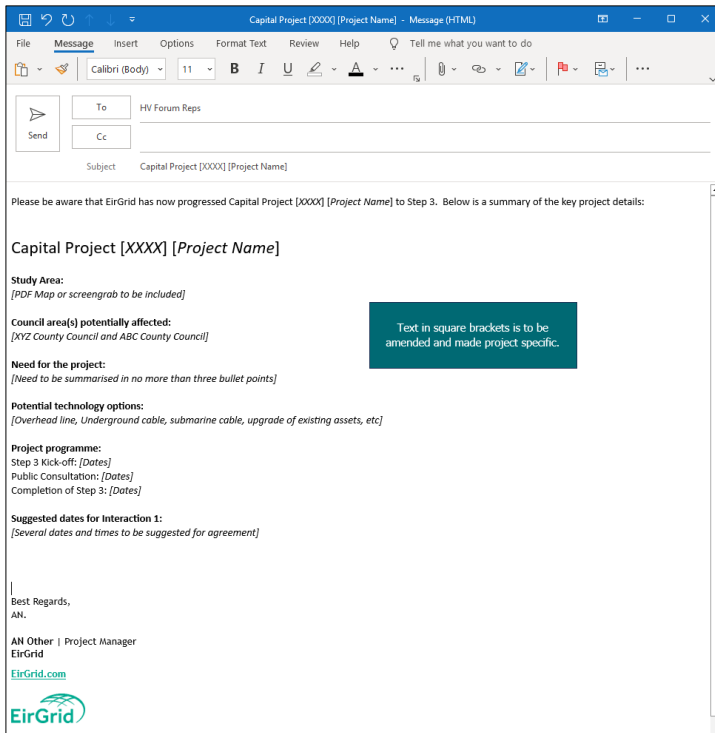 Capital Project [XXXX] [Project Name] - Message (HTML)
File Message Insert Options Format Text Review Help Tell me what you want to do
Calibri (Body) 11 B I U A
Send
To HV Forum Reps
Cc
Subject Capital Project [XXXX] [Project Name]
Please be aware that EirGrid has now progressed Capital Project [XXXX] [Project Name] to Step 3. Below is a summary of the key project details:
Capital Project [XXXX] [Project Name]
Study Area:
[PDF Map or screengrab to be included]
Council area(s) potentially affected:
[XYZ County Council and ABC County Council]
Text in square brackets is to be
amended and made project specific.
Need for the project:
[Need to be summarised in no more than three bullet points]
Potential technology options:
[Overhead line, Underground cable, submarine cable, upgrade of existing assets, etc]
Project programme:
Step 3 Kick-off: [Dates]
Public Consultation: [Dates]
Completion of Step 3: [Dates]
Suggested dates for Interaction 1:
[Several dates and times to be suggested for agreement]
Best Regards,
AN.
AN Other | Project Manager
EirGrid
EirGrid.com
EirGrid